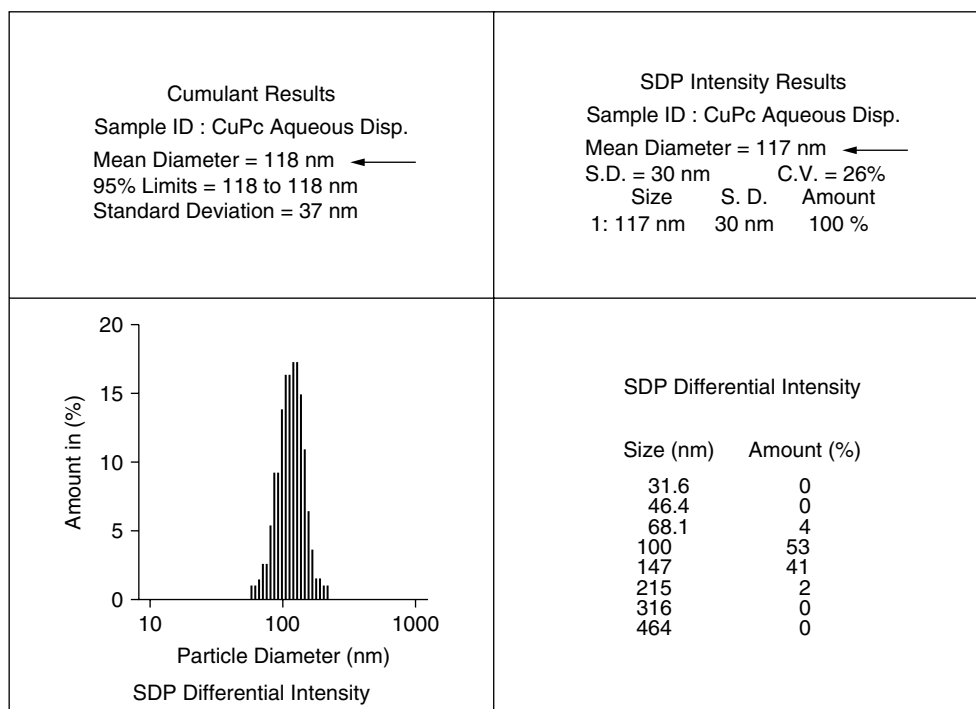 Cumulant Results
Sample ID : CuPc Aqueous Disp.
Mean Diameter = 118 nm
95% Limits = 118 to 118 nm
Standard Deviation = 37 nm
SDP Intensity Results
Sample ID : CuPc Aqueous Disp.
Mean Diameter = 117 nm
S.D. = 30 nm C.V. = 26%
Size S. D. Amount
1: 117 nm 30 nm 100 %
Amount in (%)
20
15
10
5
0
10 100 1000
Particle Diameter (nm)
SDP Differential Intensity
SDP Differential Intensity
Size (nm) Amount (%)
31.6 0
46.4 0
68.1 4
100 53
147 41
215 2
316 0
464 0